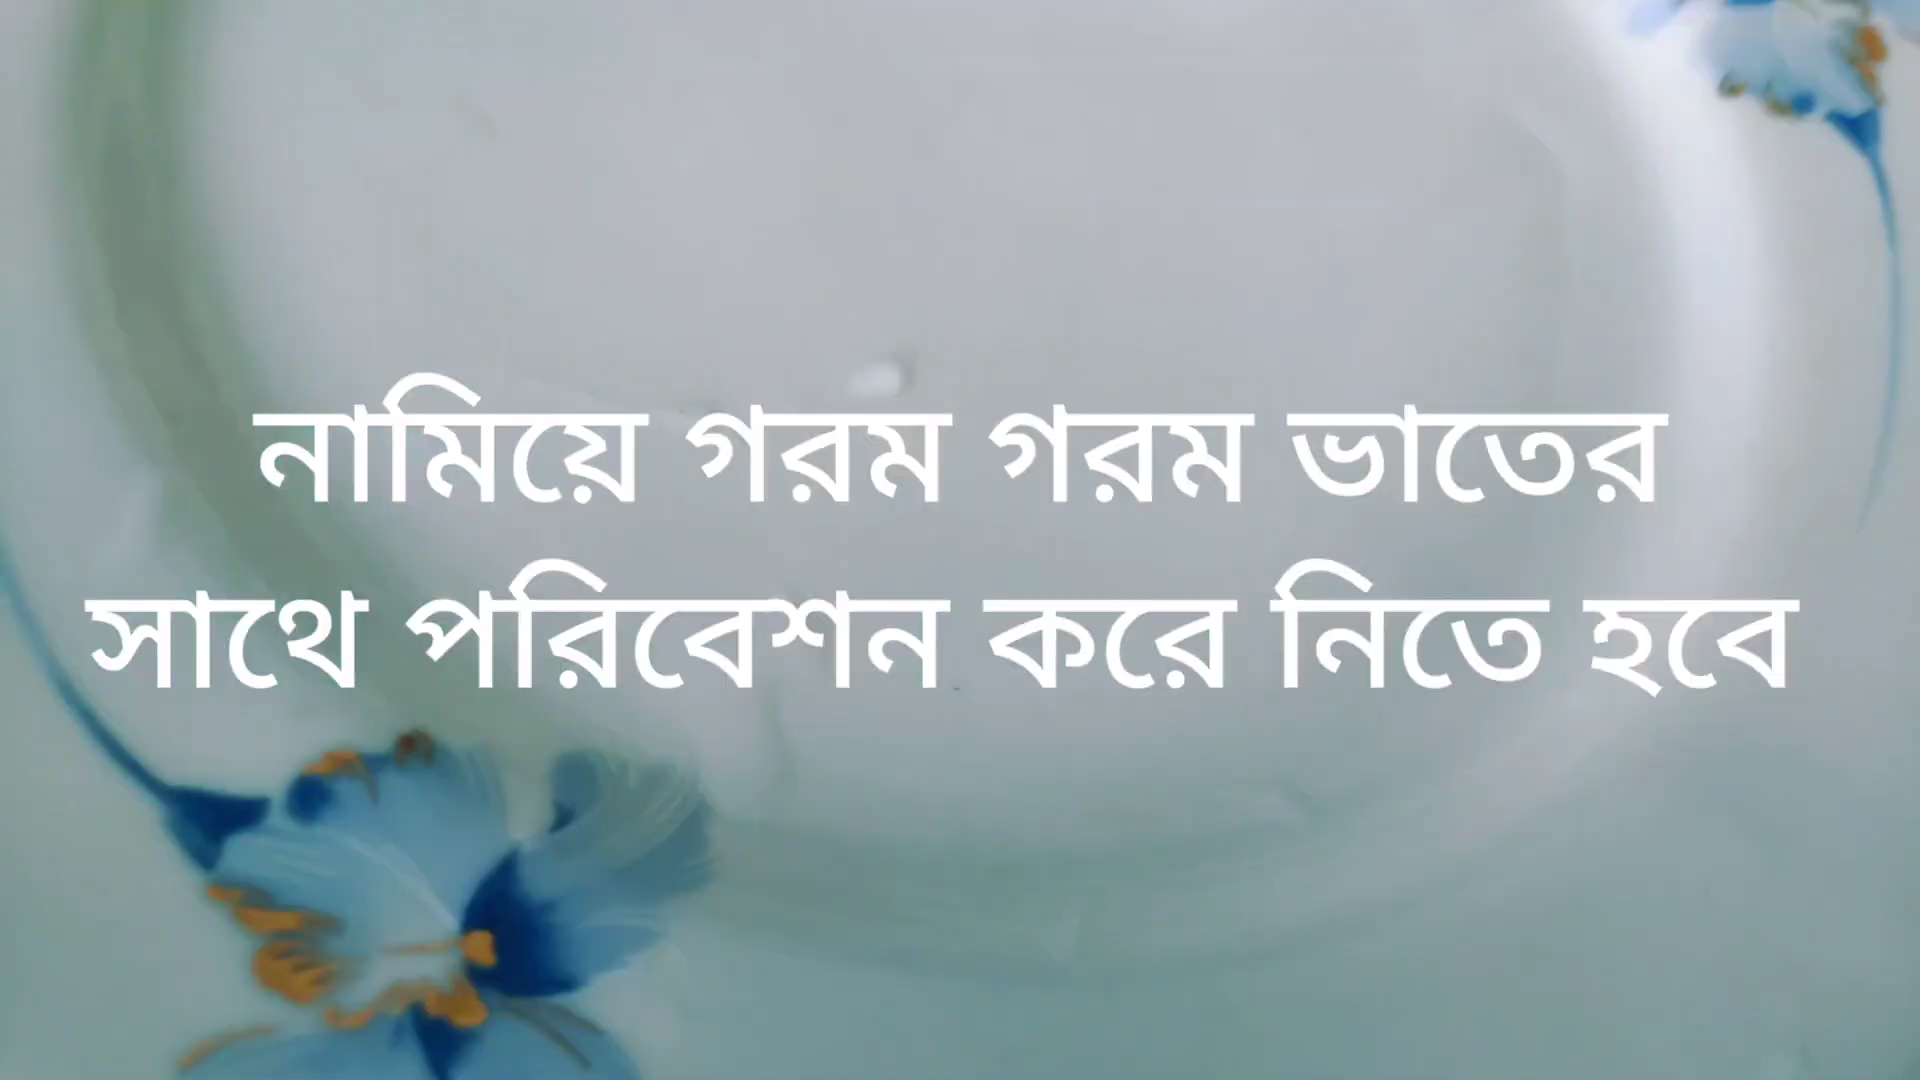 নামিয়ে গরম গরম ভাতের
সাথে পরিবেশন করে নিতে হবে